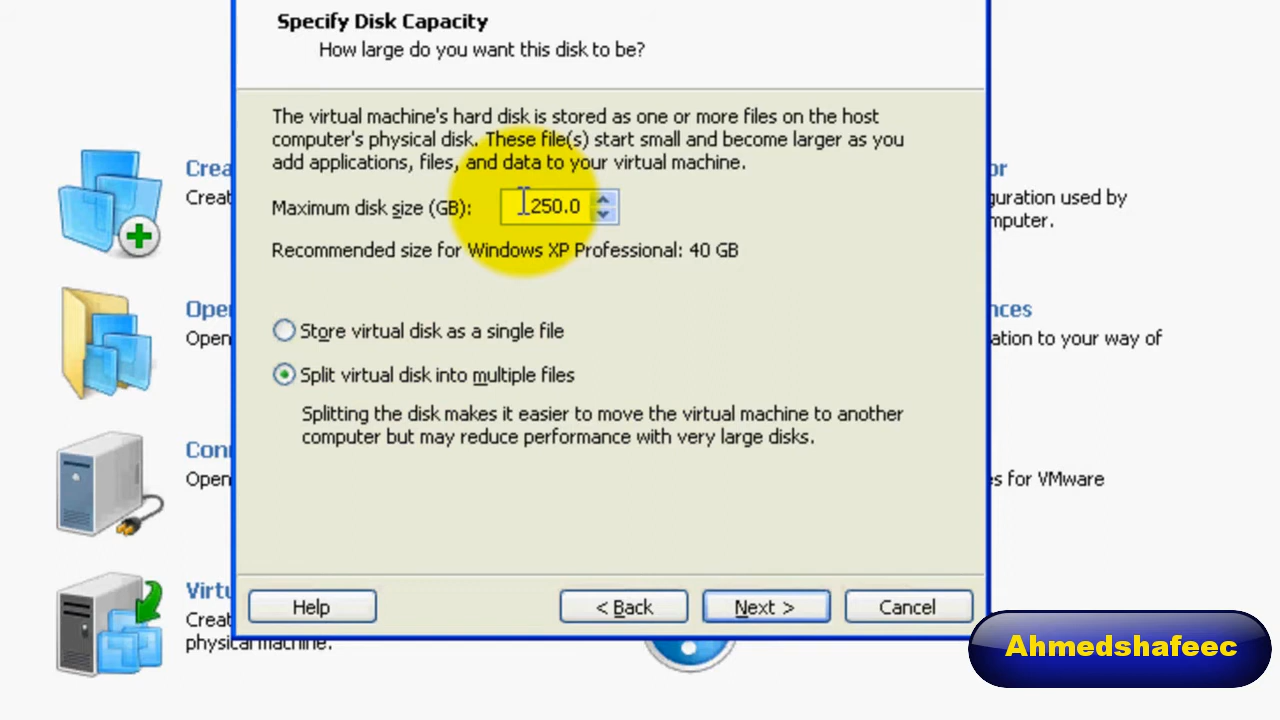 Specify Disk Capacity
How large do you want this disk to be?
The virtual machine's hard disk is stored as one or more files on the host
computer's physical disk. These file(s) start small and become larger as you
add applications, files, and data to your virtual machine.
Maximum disk size (GB): 250.0
Recommended size for Windows XP Professional: 40 GB
Store virtual disk as a single file
Split virtual disk into multiple files
Splitting the disk makes it easier to move the virtual machine to another
computer but may reduce performance with very large disks.
Help
< Back
Next >
Cancel
Crea
Creat
Open
Open
Conn
Open
Virtu
Creat
physical machine.
or
guration used by
mputer.
nces
ation to your way of
es for VMware
Ahmedshafeec